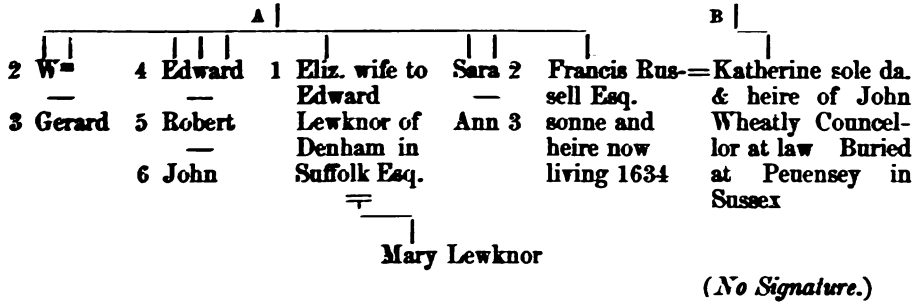 A B
2 Wm 4 Edward 1 Eliz. wife to Sara 2 Francis Rus-=Katherine sole da.
— — Edward — sell Esq. & heire of John
3 Gerard 5 Robert Lewknor of Ann 3 sonne and Wheatly Councel-
— Denham in heire now lor at law Buried
6 John Suffolk Esq. living 1634 at Peuensey in
Sussex
Mary Lewknor
(No Signature.)